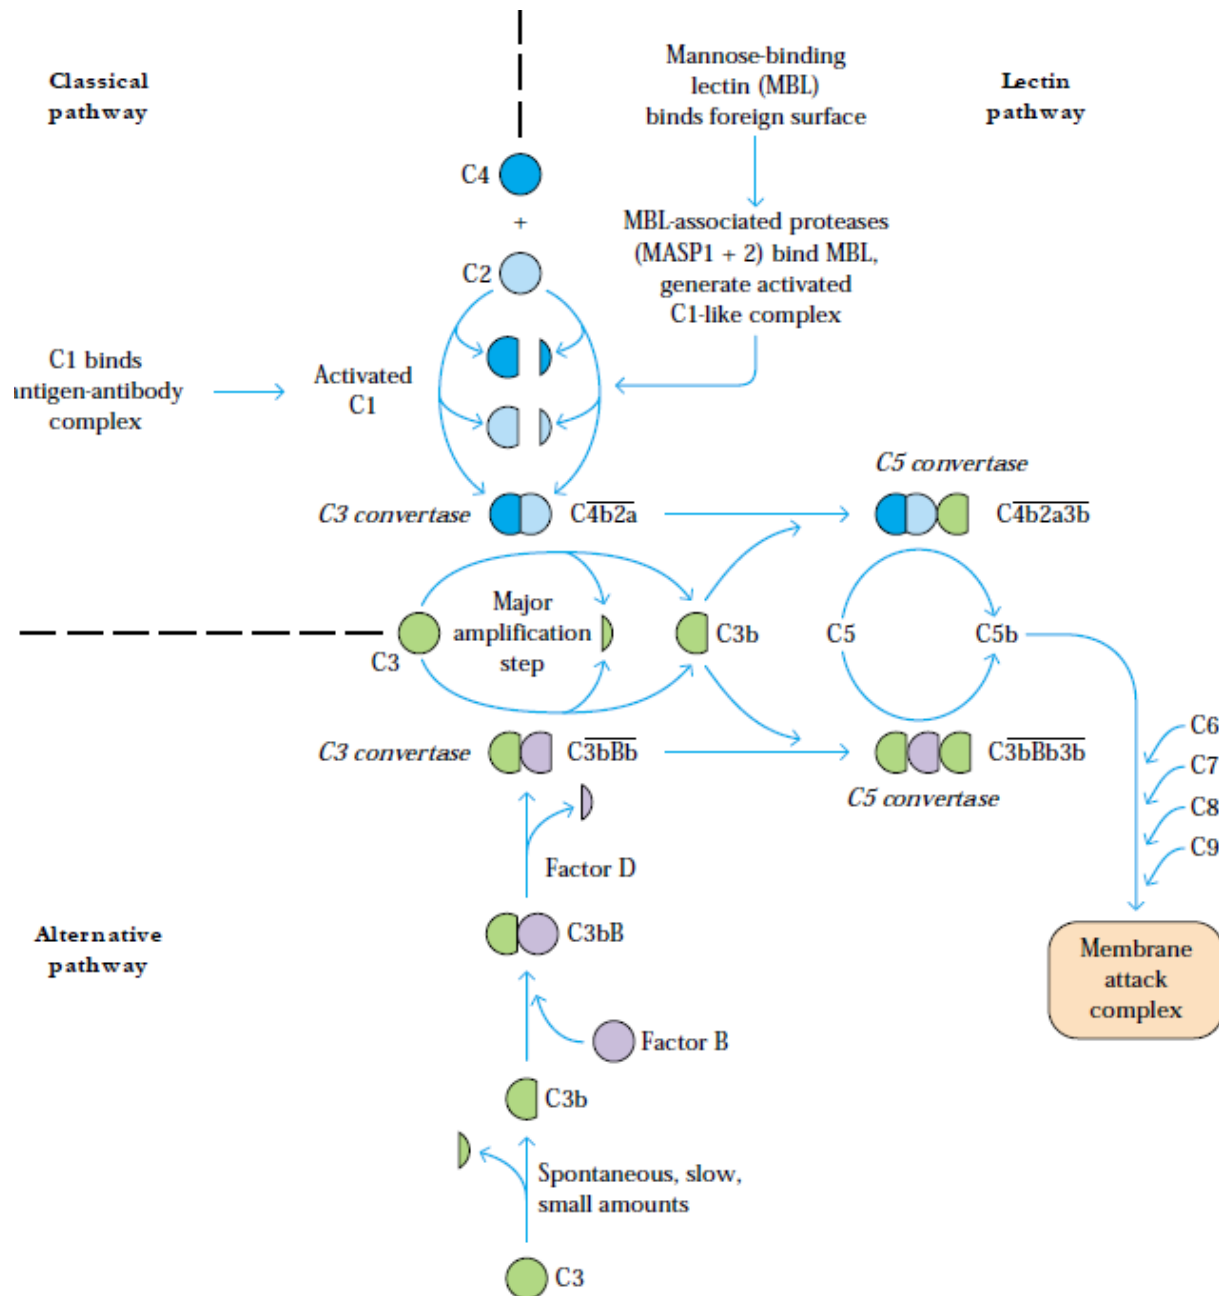 Classical
pathway
Mannose-binding
lectin (MBL)
binds foreign surface
Lectin
pathway
C4
+
C2
MBL-associated proteases
(MASP1 + 2) bind MBL,
generate activated
C1-like complex
C1 binds
antigen-antibody
complex
Activated
C1
C3 convertase
C4b2a
C5 convertase
C4b2a3b
C3
Major
amplification
step
C3b
C5
C5b
C3 convertase
C3bBb
C3bBb3b
C5 convertase
C6
C7
C8
C9
Factor D
Alternative
pathway
C3bB
Membrane
attack
complex
Factor B
C3b
Spontaneous, slow,
small amounts
C3